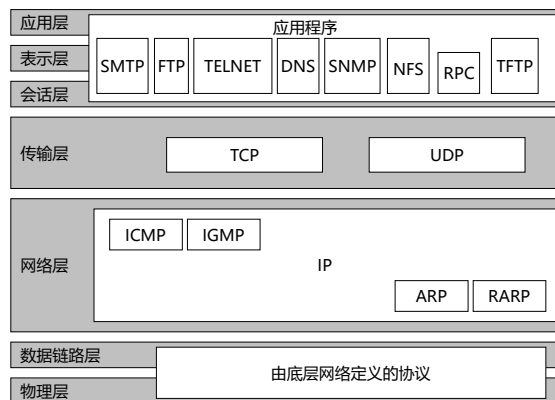 应用层
应用程序
表示层
SMTP FTP TELNET DNS SNMP NFS RPC TFTP
会话层
传输层
TCP UDP
网络层
ICMP IGMP
IP
ARP RARP
数据链路层
由底层网络定义的协议
物理层